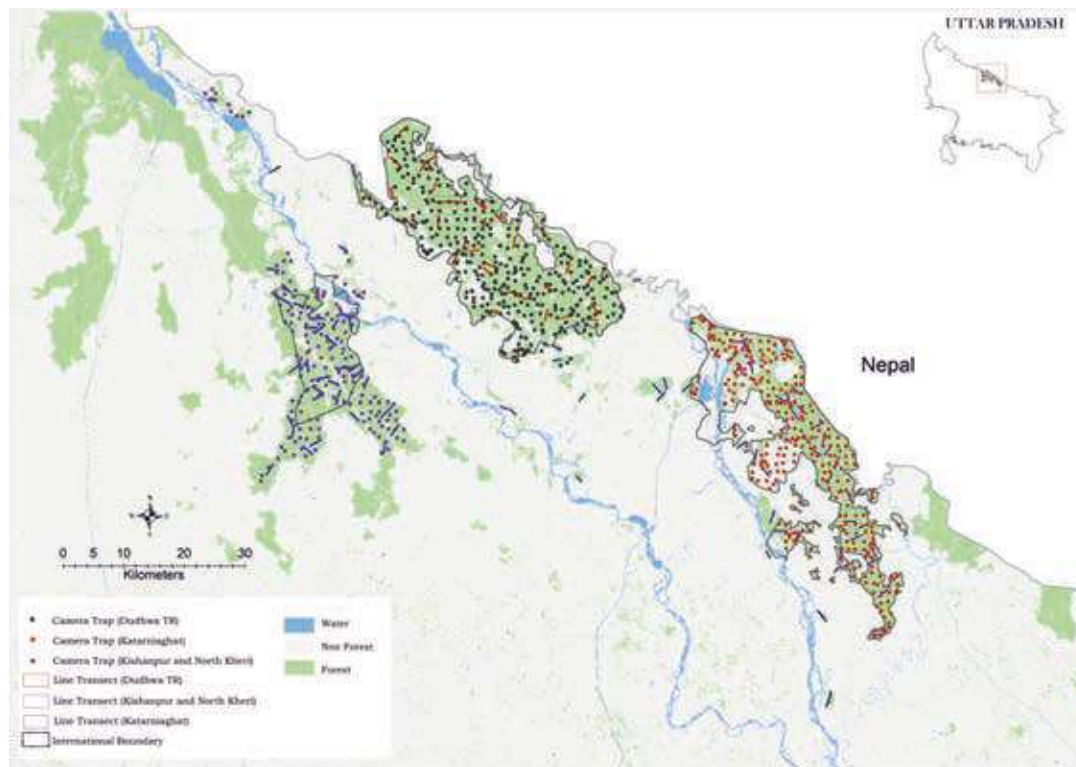 UTTAR PRADESH
Nepal
0 5 10 20 30
Kilometers
Camera Trap (Dudhwa TR)
Camera Trap (Katarniaghat)
Camera Trap (Kishanpur and North Kheri)
Line Transect (Dudhwa TR)
Line Transect (Kishanpur and North Kheri)
Line Transect (Katarniaghat)
International Boundary
Water
Non Forest
Forest